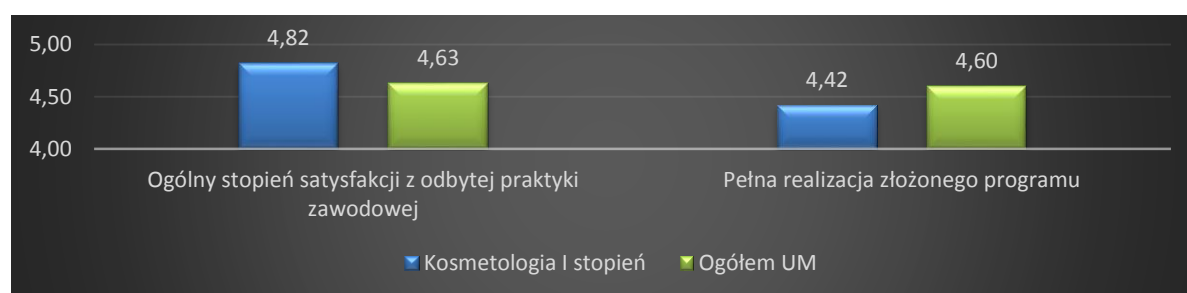 5,00
4,50
4,00
4,82
4,63
4,42
4,60
Ogólny stopień satysfakcji z odbytej praktyki
zawodowej
Pełna realizacja złożonego programu
Kosmetologia I stopień
Ogółem UM